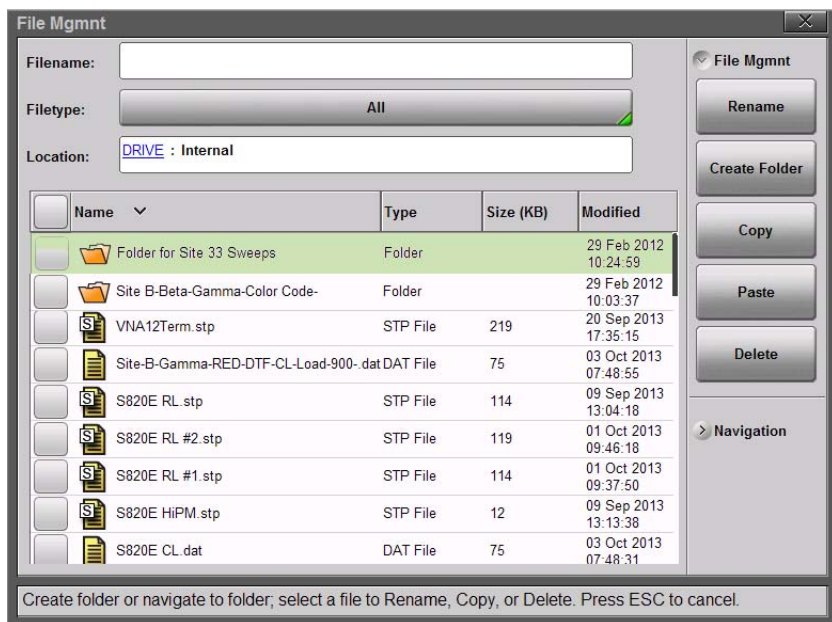 File Mgmnt
Filename:
Filetype: All
Location: DRIVE : Internal
Name Type Size (KB) Modified
Folder for Site 33 Sweeps Folder 29 Feb 2012 10:24:59
Site B-Beta-Gamma-Color Code- Folder 29 Feb 2012 10:03:37
VNA12Term.stp STP File 219 20 Sep 2013 17:35:15
Site-B-Gamma-RED-DTF-CL-Load-900-.dat DAT File 75 03 Oct 2013 07:48:55
S820E RL.stp STP File 114 09 Sep 2013 13:04:18
S820E RL #2.stp STP File 119 01 Oct 2013 09:46:18
S820E RL #1.stp STP File 114 01 Oct 2013 09:37:50
S820E HiPM.stp STP File 12 09 Sep 2013 13:13:38
S820E CL.dat DAT File 75 03 Oct 2013 07:48:31
File Mgmnt
Rename
Create Folder
Copy
Paste
Delete
Navigation
Create folder or navigate to folder; select a file to Rename, Copy, or Delete. Press ESC to cancel.